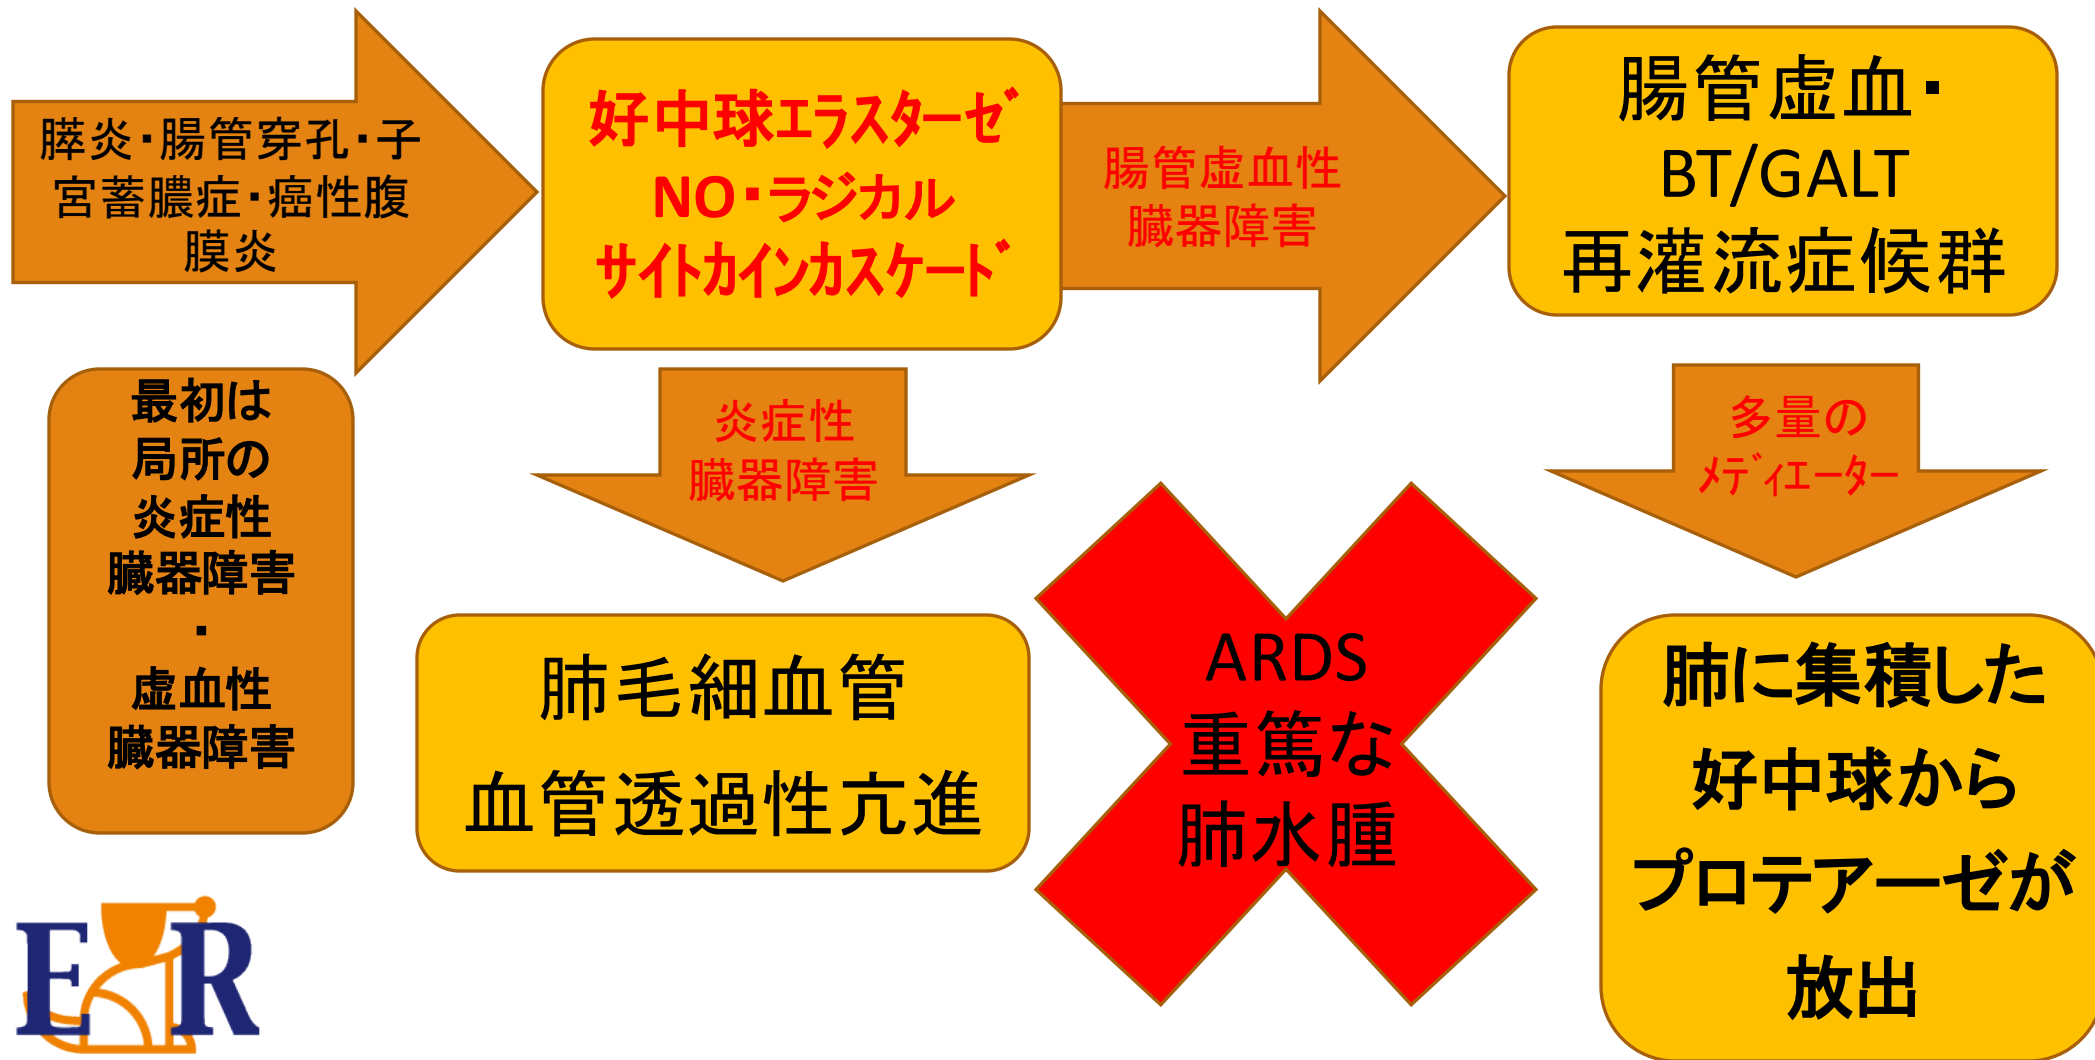 膵炎・腸管穿孔・子
宮蓄膿症・癌性腹
膜炎
好中球ｴﾗｽﾀｰｾﾞ
NO・ラジカル
ｻｲﾄｶｲﾝｶｽｹｰﾄﾞ
腸管虚血性
臓器障害
腸管虚血・
BT/GALT
再灌流症候群
最初は
局所の
炎症性
臓器障害
・
虚血性
臓器障害
炎症性
臓器障害
多量の
ﾒﾃﾞｨｴｰﾀｰ
肺毛細血管
血管透過性亢進
ARDS
重篤な
肺水腫
肺に集積した
好中球から
プロテアーゼが
放出
ER